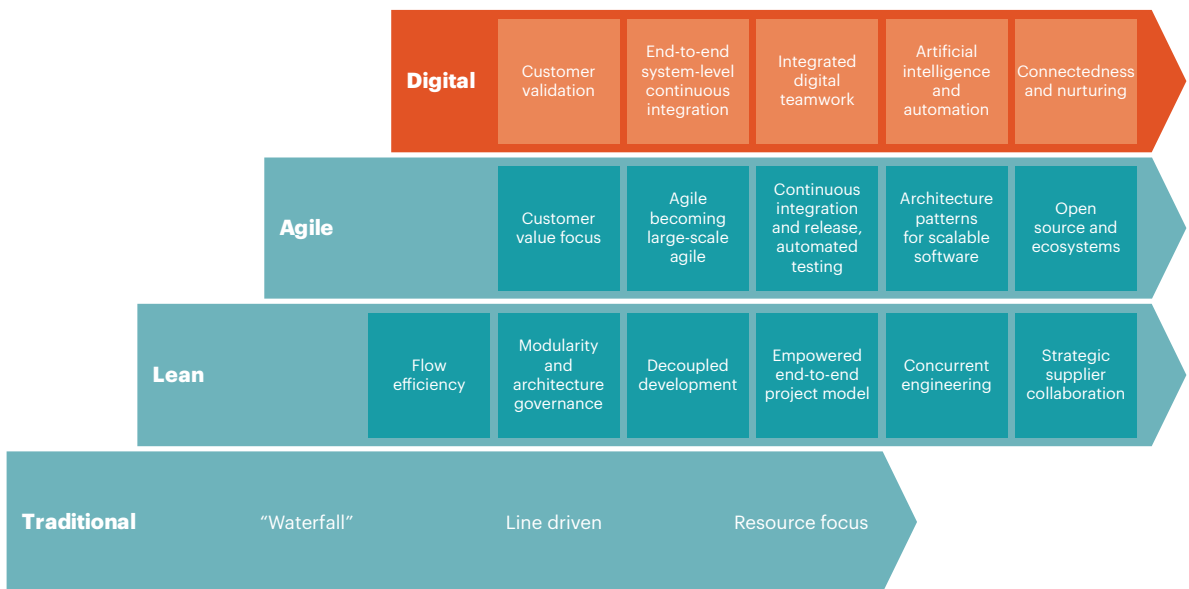 Digital
Customer
validation
End-to-end
system-level
continuous
integration
Integrated
digital
teamwork
Artificial
intelligence
and
automation
Connectedness
and nurturing
Agile
Customer
value focus
Agile
becoming
large-scale
agile
Continuous
integration
and release,
automated
testing
Architecture
patterns
for scalable
software
Open
source and
ecosystems
Lean
Flow
efficiency
Modularity
and
architecture
governance
Decoupled
development
Empowered
end-to-end
project model
Concurrent
engineering
Strategic
supplier
collaboration
Traditional
“Waterfall”
Line driven
Resource focus